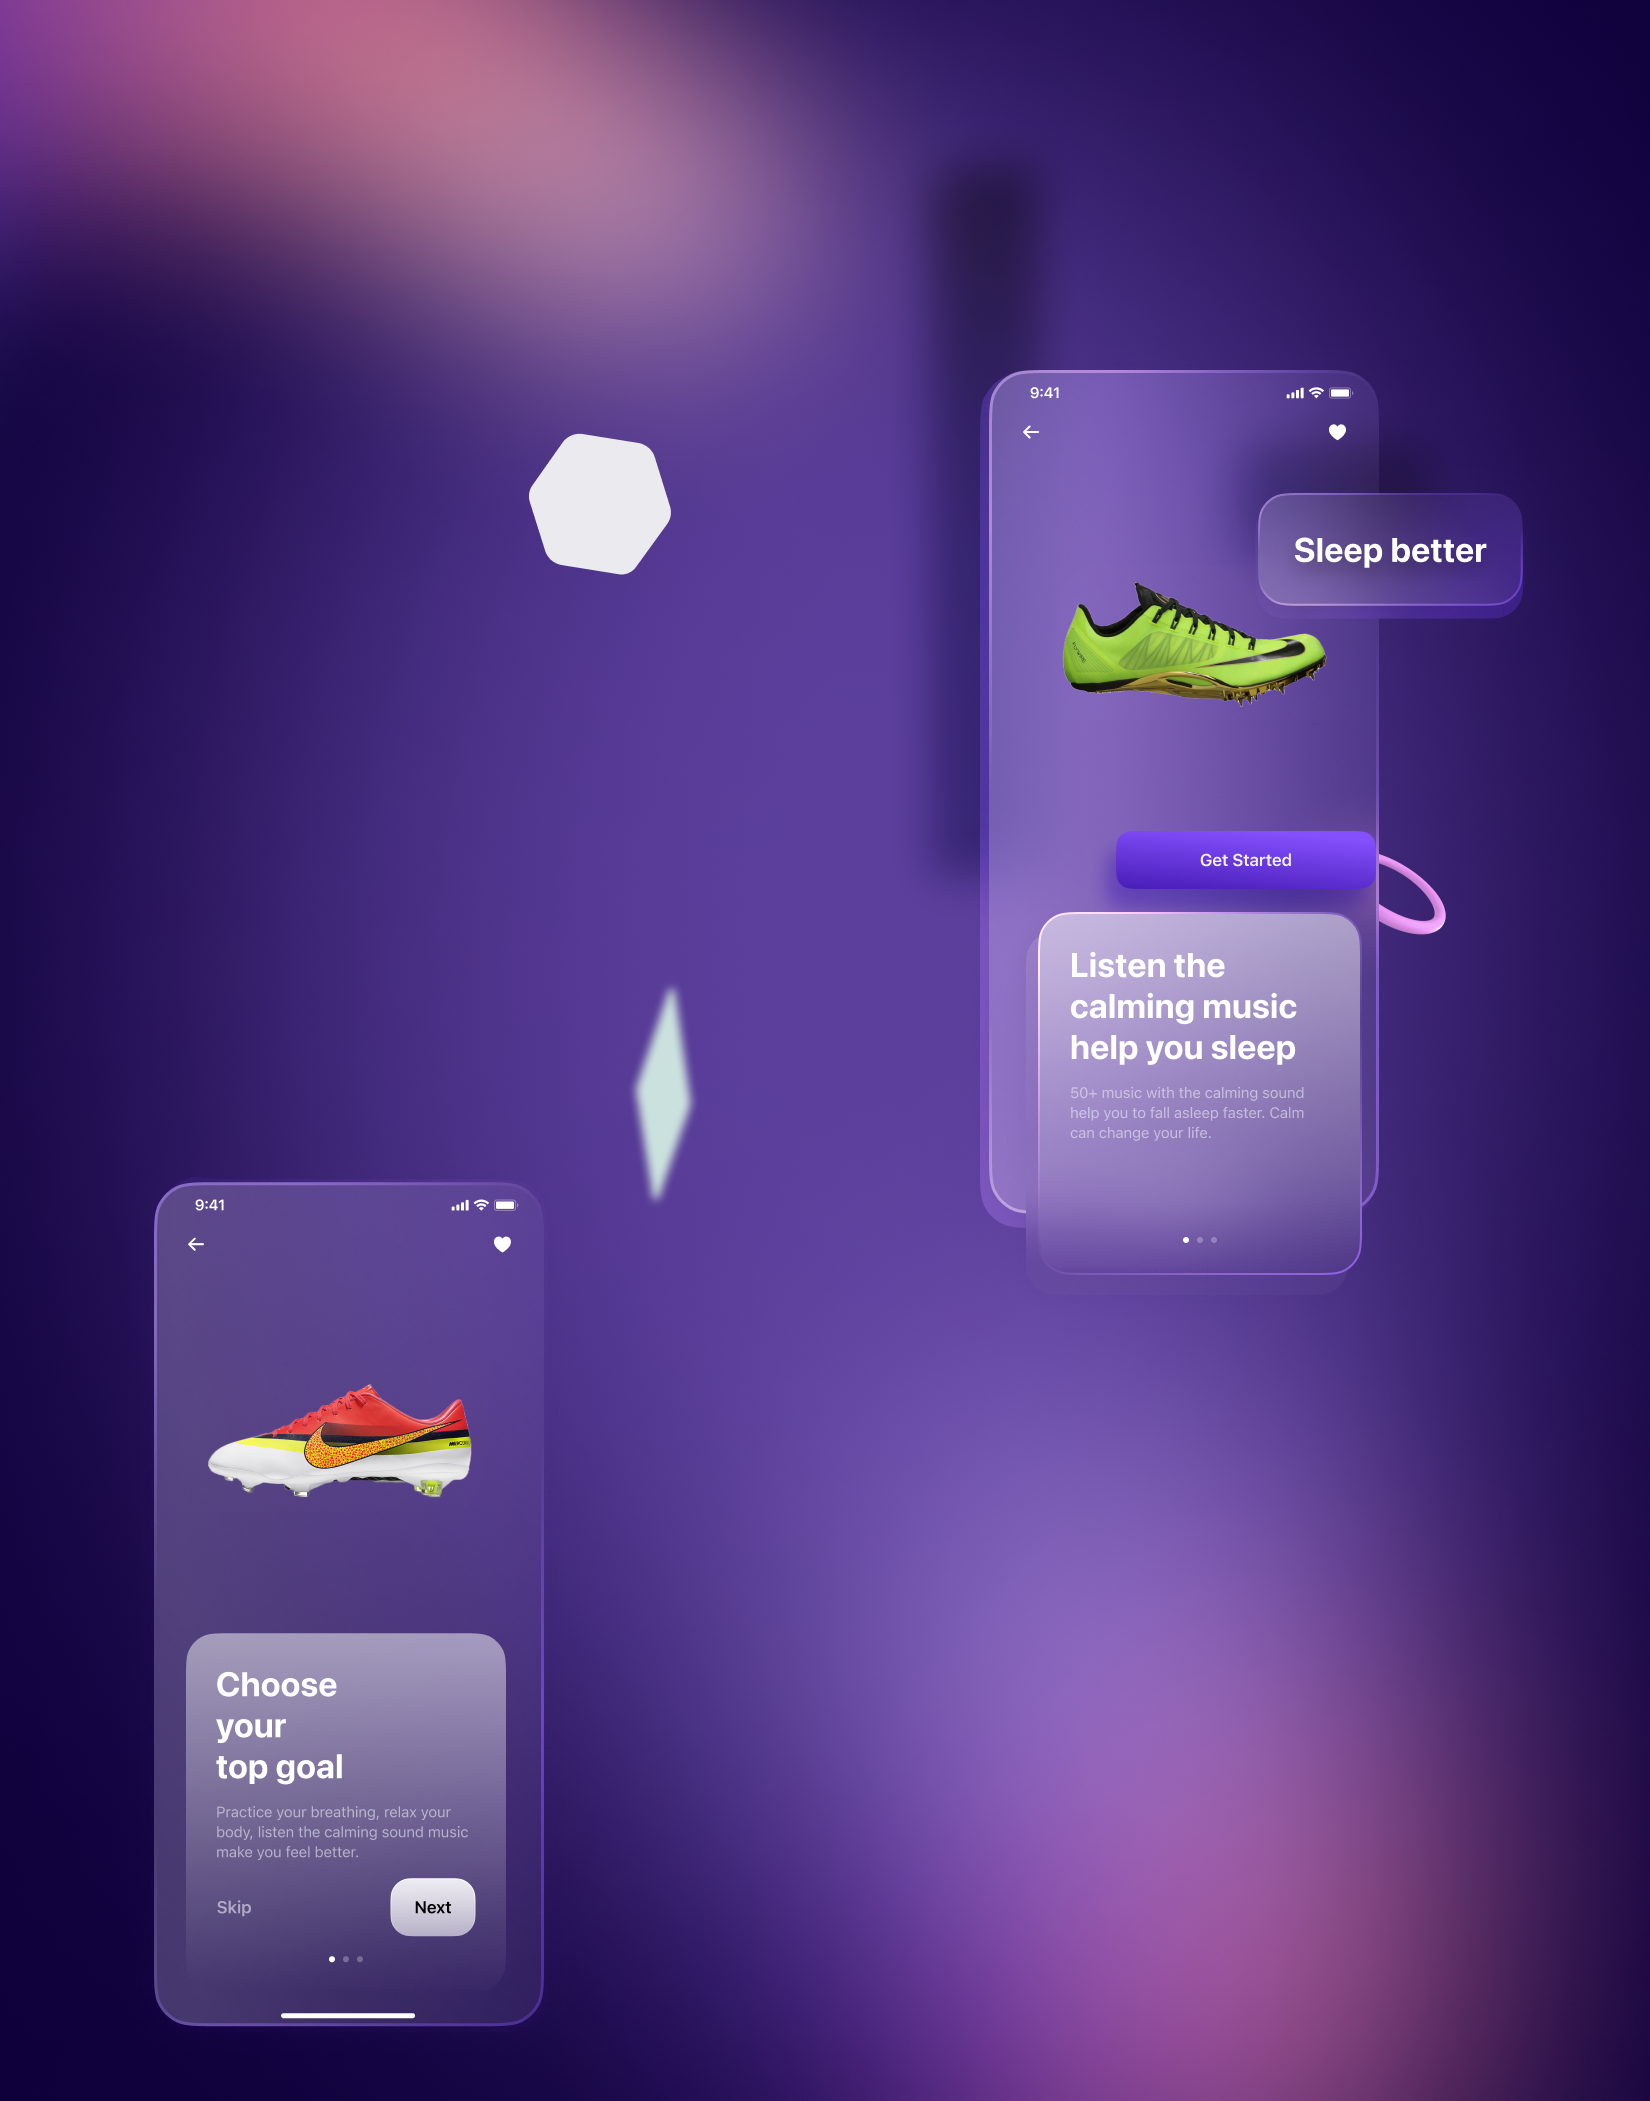 9:41
Sleep better
Get Started
Listen the
calming music
help you sleep
50+ music with the calming sound
help you to fall asleep faster. Calm
can change your life.
9:41
Choose
your
top goal
Practice your breathing, relax your
body, listen the calming sound music
make you feel better.
Skip
Next